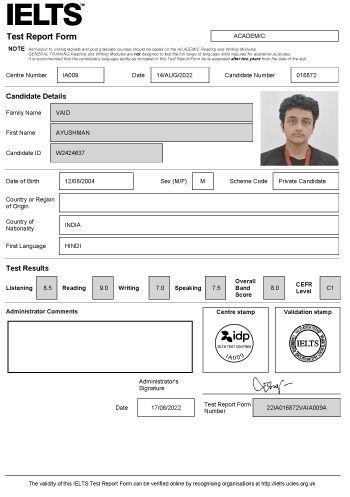 IELTS™
Test Report Form
ACADEMIC
NOTE Admission to undergraduate and postgraduate courses should be based on the ACADEMIC Reading and Writing Modules.
GENERAL TRAINING Reading and Writing Modules are not designed to test the full range of language skills required for academic purposes.
It is recommended that the candidate's language ability as indicated in this Test Report Form be re-assessed after two years from the date of the test.
Centre Number IA009 Date 14/AUG/2022 Candidate Number 016872
Candidate Details
Family Name VAID
First Name AYUSHMAN
Candidate ID W2424637
Date of Birth 12/08/2004 Sex (M/F) M Scheme Code Private Candidate
Country or Region
of Origin
Country of
Nationality INDIA
First Language HINDI
Test Results
Listening 8.5 Reading 9.0 Writing 7.0 Speaking 7.5 Overall Band Score 8.0 CEFR Level C1
Administrator Comments
Centre stamp
Validation stamp
idp
IELTS TEST CENTRES
IA009
IELTS
Administrator's
Signature
Date 17/08/2022
Test Report Form
Number 22IA016872VAIA009A
The validity of this IELTS Test Report Form can be verified online by recognising organisations at http://ielts.ucles.org.uk